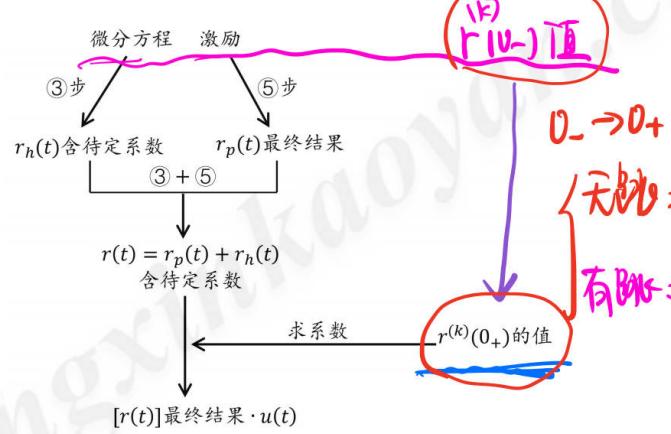 微分方程 激励
r^(k)(0_-)值
③步
⑤步
r_h(t)含待定系数
r_p(t)最终结果
0_-→0_+
③+⑤
无跳:
r(t) = r_p(t) + r_h(t)
含待定系数
有跳:
求系数
r^(k)(0_+)的值
[r(t)]最终结果·u(t)